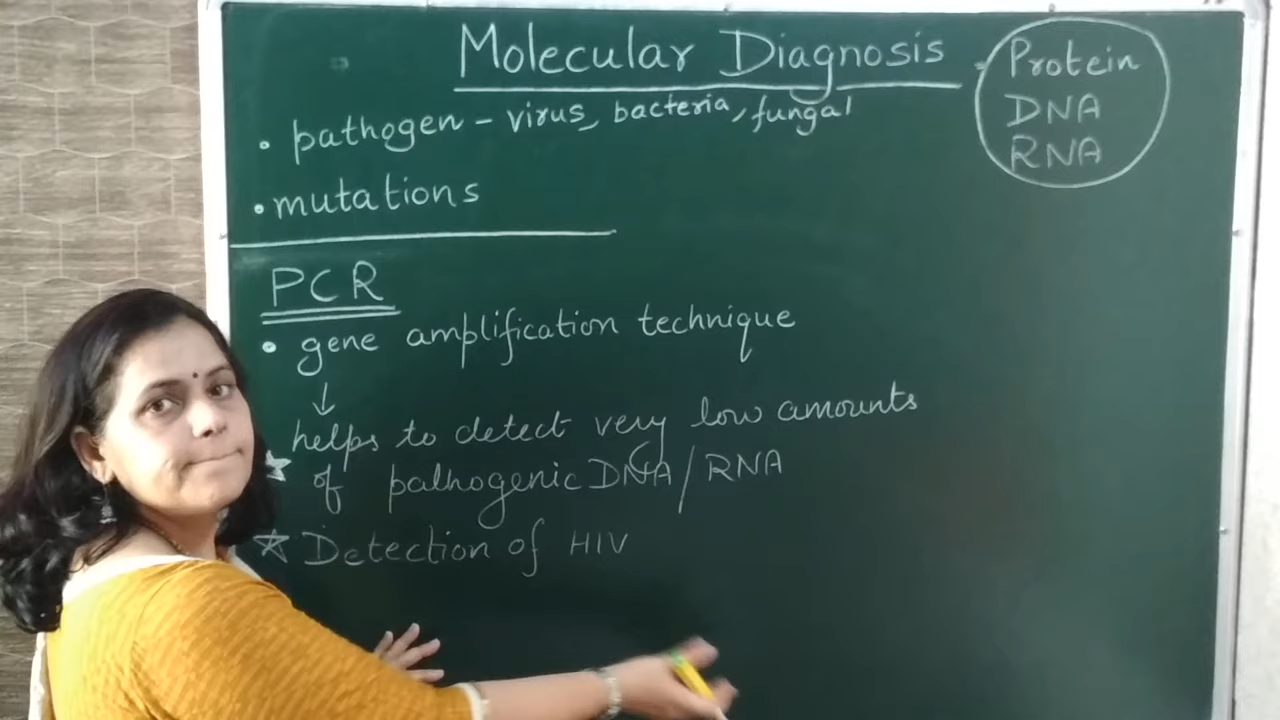 Molecular Diagnosis - Protein
DNA
RNA
• pathogen - virus, bacteria, fungal
• mutations
PCR
• gene amplification technique
↓
helps to detect very low amounts
☆ of pathogenic DNA/RNA
☆ Detection of HIV